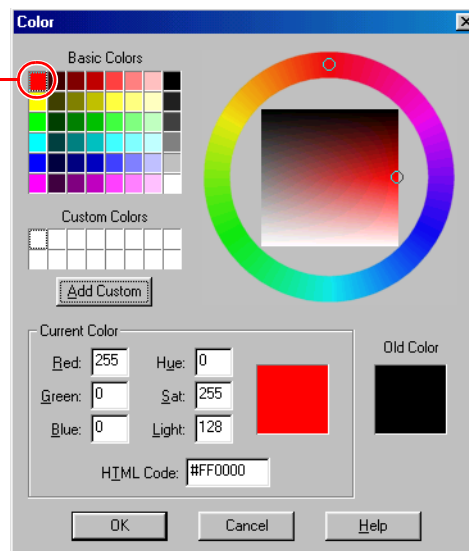 Color
Basic Colors
Custom Colors
Add Custom
Current Color
Red: 255 Hue: 0
Green: 0 Sat: 255
Blue: 0 Light: 128
HTML Code: #FF0000
Old Color
OK Cancel Help